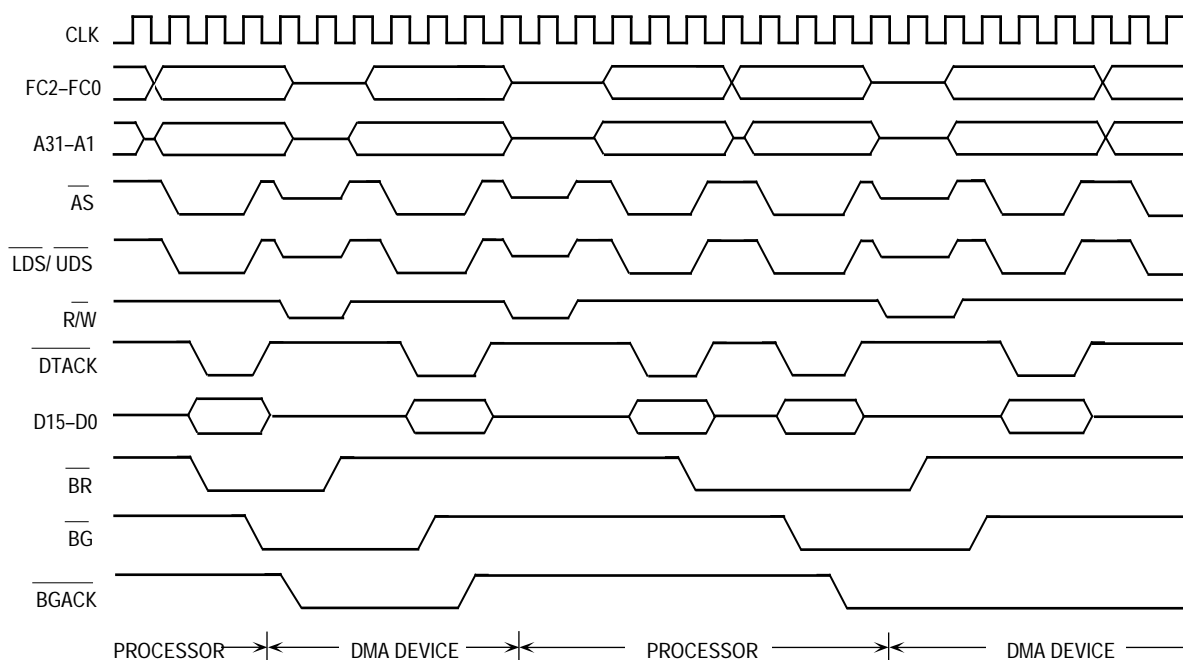 CLK
FC2–FC0
A31–A1
AS
LDS/ UDS
R/W
DTACK
D15–D0
BR
BG
BGACK
PROCESSOR DMA DEVICE PROCESSOR DMA DEVICE